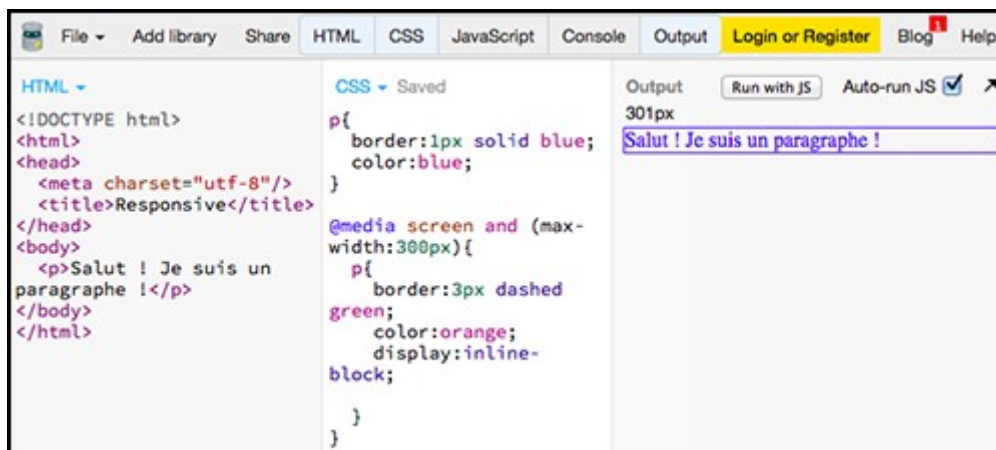 File Add library Share HTML CSS JavaScript Console Output Login or Register Blog 1 Help
HTML
<!DOCTYPE html>
<html>
<head>
<meta charset="utf-8"/>
<title>Responsive</title>
</head>
<body>
<p>Salut ! Je suis un
paragraphe !</p>
</body>
</html>
CSS Saved
p{
border:1px solid blue;
color:blue;
}
@media screen and (max-
width:300px){
p{
border:3px dashed
green;
color:orange;
display:inline-
block;
}
}
Output Run with JS Auto-run JS
301px
Salut ! Je suis un paragraphe !